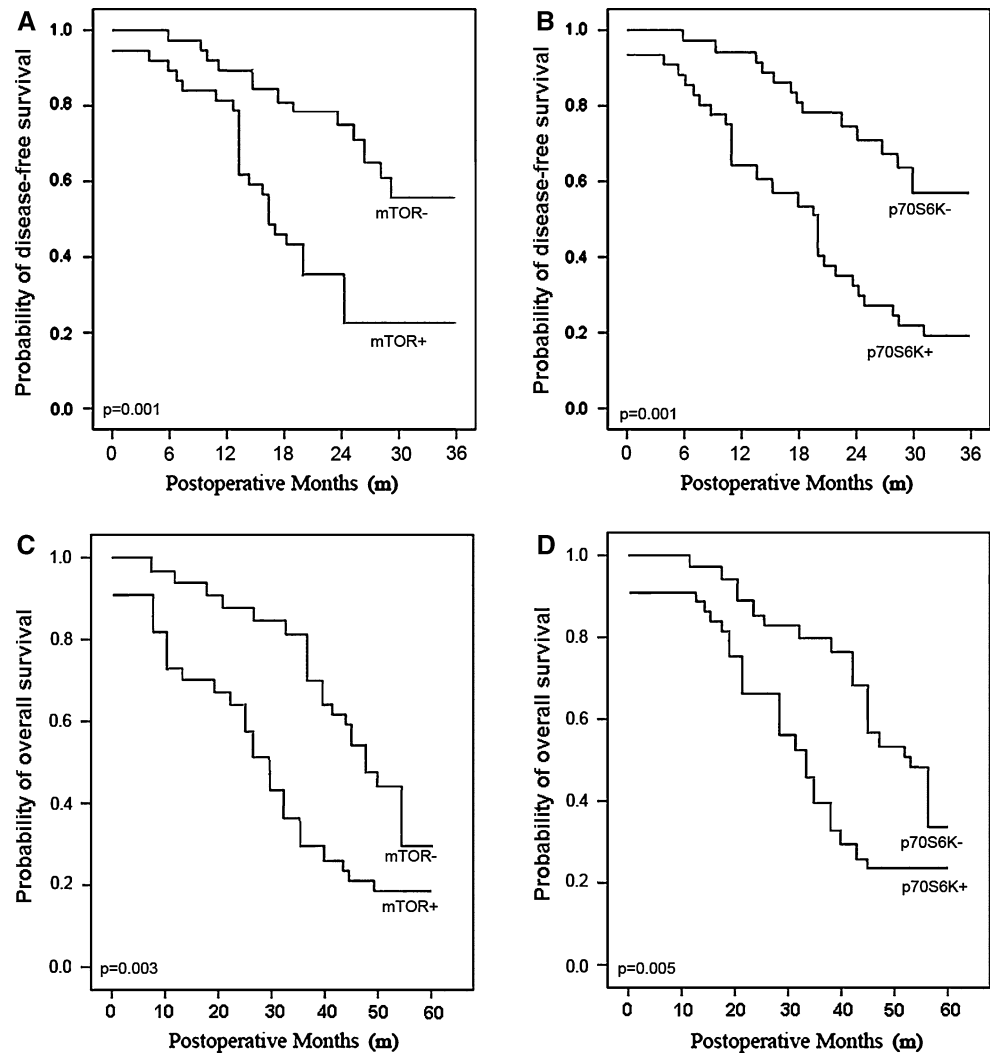 A
Probability of disease-free survival
1.0
0.8
0.6
0.4
0.2
0.0
mTOR-
mTOR+
p=0.001
0 6 12 18 24 30 36
Postoperative Months (m)
B
Probability of disease-free survival
1.0
0.8
0.6
0.4
0.2
0.0
p70S6K-
p70S6K+
p=0.001
0 6 12 18 24 30 36
Postoperative Months (m)
C
Probability of overall survival
1.0
0.8
0.6
0.4
0.2
0.0
mTOR-
mTOR+
p=0.003
0 10 20 30 40 50 60
Postoperative Months (m)
D
Probability of overall survival
1.0
0.8
0.6
0.4
0.2
0.0
p70S6K-
p70S6K+
p=0.005
0 10 20 30 40 50 60
Postoperative Months (m)